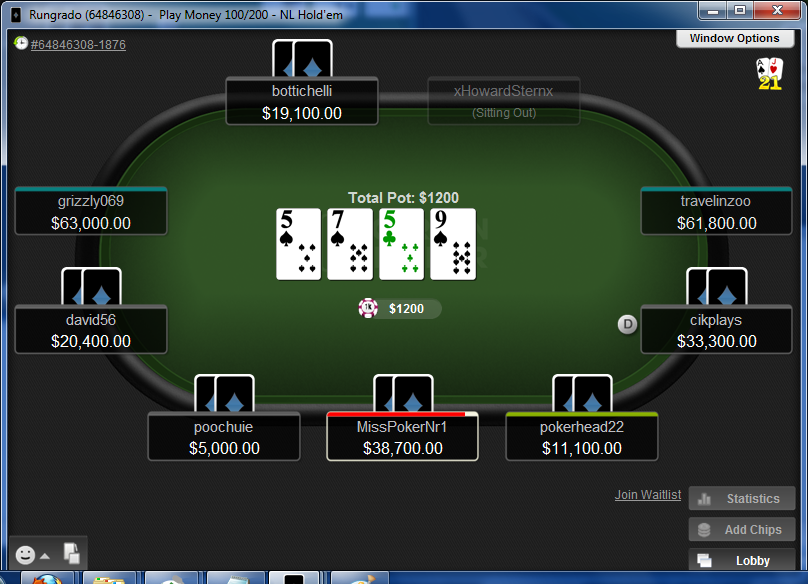 Rungrado (64846308) - Play Money 100/200 - NL Hold'em
#64846308-1876
Window Options
A
J
21
bottichelli
$19,100.00
xHowardSternx
(Sitting Out)
grizzly069
$63,000.00
Total Pot: $1200
travelinzoo
$61,800.00
5
7
5
9
$1200
david56
$20,400.00
D
cikplays
$33,300.00
poochuie
$5,000.00
MissPokerNr1
$38,700.00
pokerhead22
$11,100.00
Join Waitlist
Statistics
Add Chips
Lobby